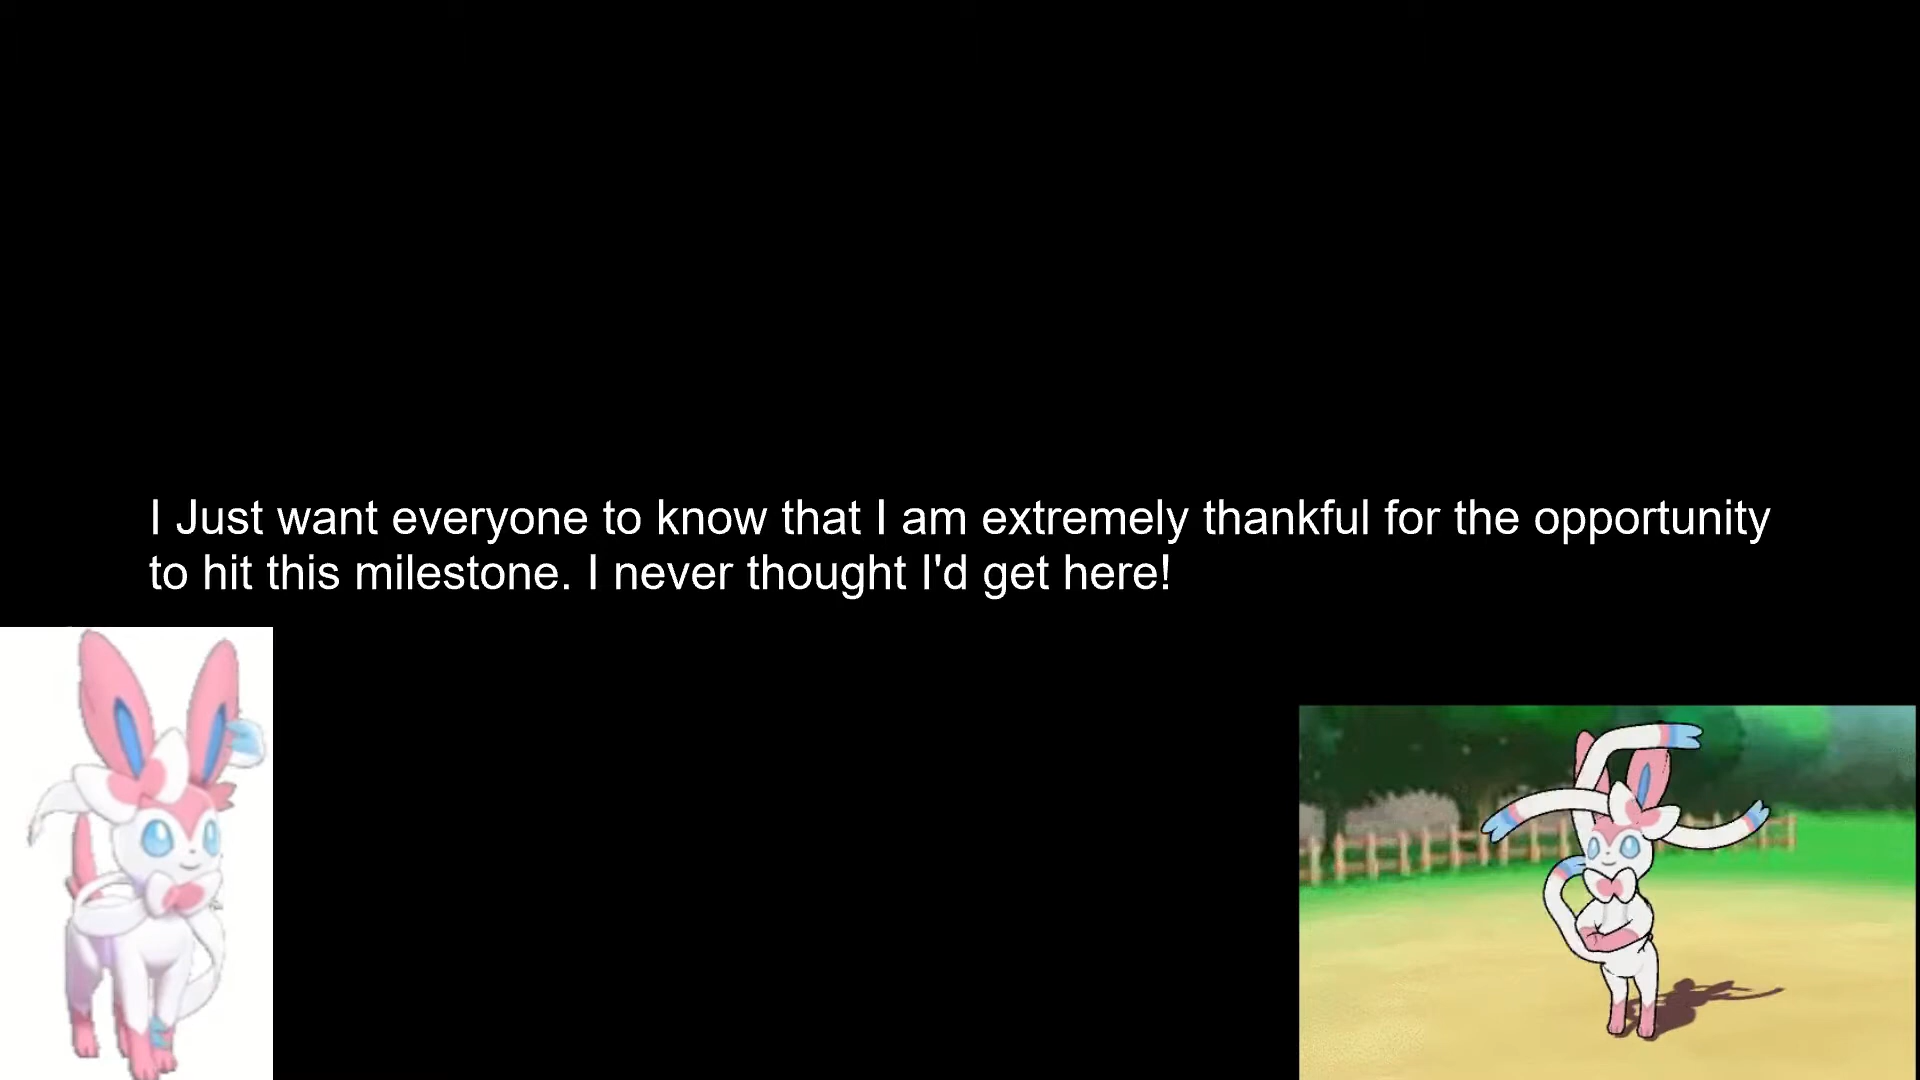 I Just want everyone to know that I am extremely thankful for the opportunity
to hit this milestone. I never thought I'd get here!